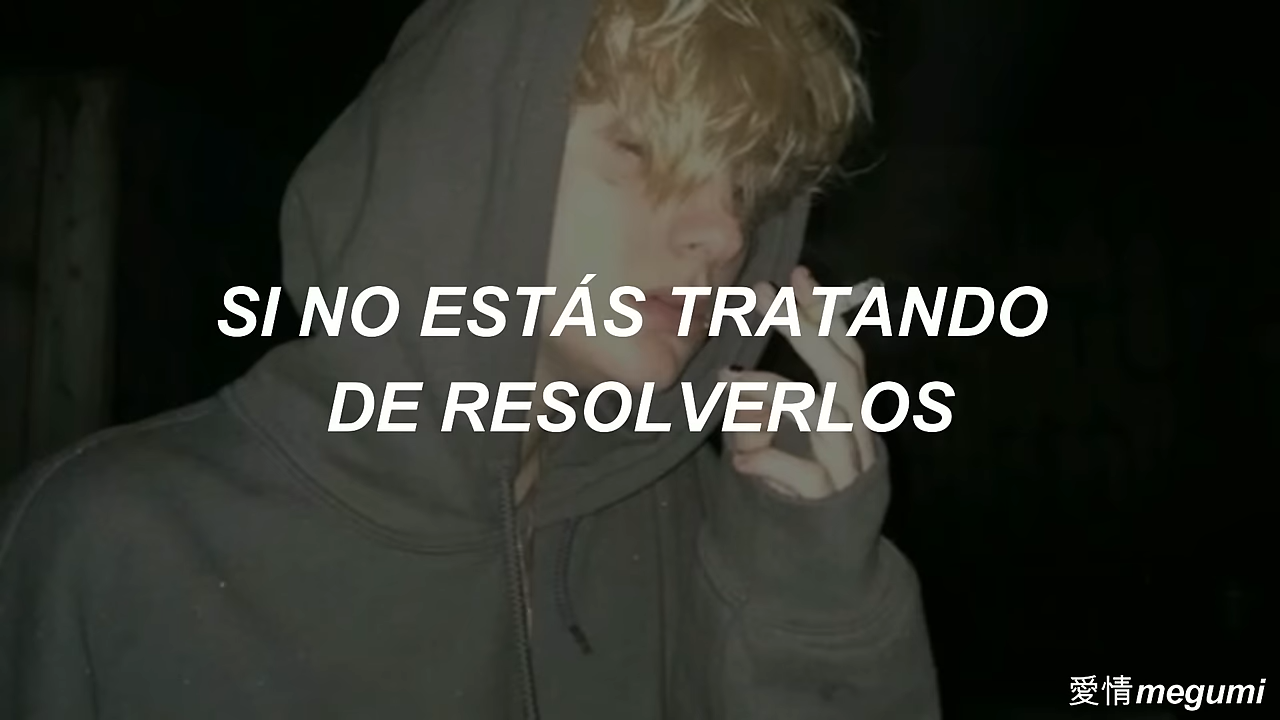 SI NO ESTÁS TRATANDO
DE RESOLVERLOS
愛情megumi